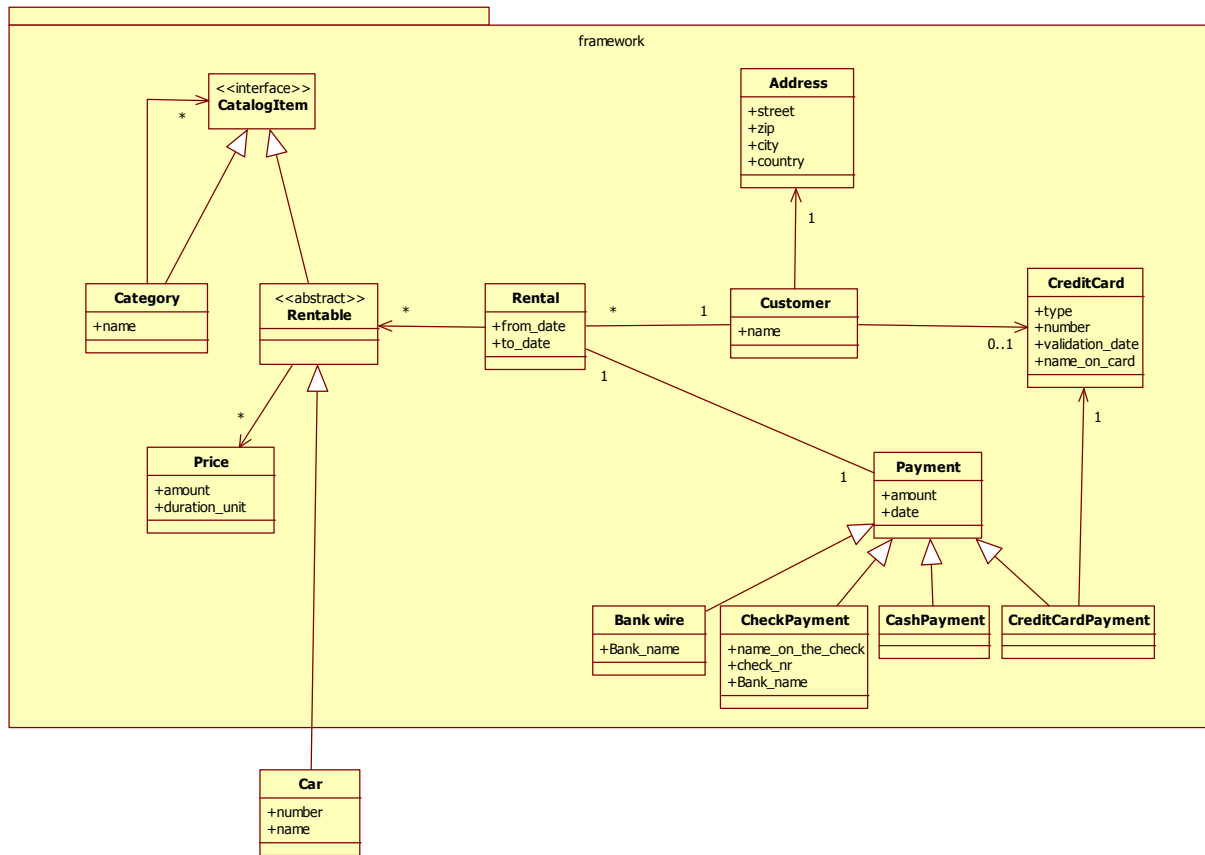 framework
<<interface>>
CatalogItem
*
Address
+street
+zip
+city
+country
1
Category
+name
<<abstract>>
Rentable
*
Rental
+from_date
+to_date
*
1
Customer
+name
0..1
CreditCard
+type
+number
+validation_date
+name_on_card
1
1
*
Price
+amount
+duration_unit
1
Payment
+amount
+date
Bank wire
+Bank_name
CheckPayment
+name_on_the_check
+check_nr
+Bank_name
CashPayment
CreditCardPayment
Car
+number
+name